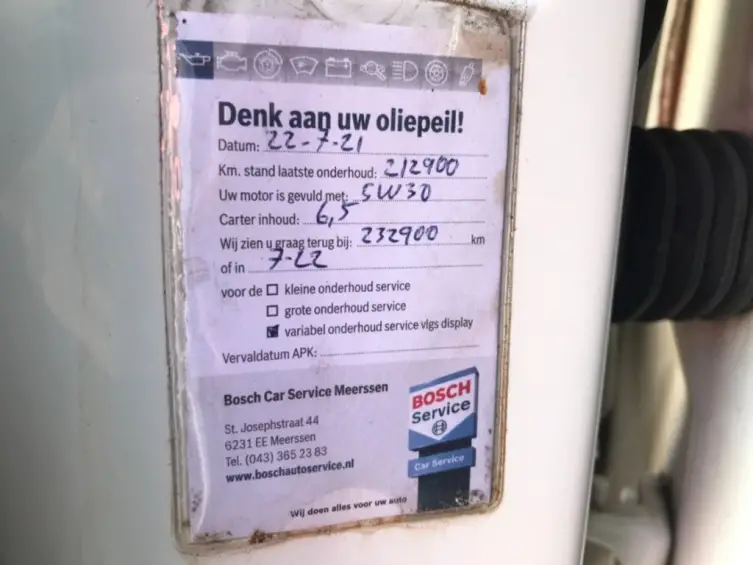 Denk aan uw oliepeil!
Datum: 22-7-21
Km. stand laatste onderhoud: 212900
Uw motor is gevuld met: 5W30
Carter inhoud: 6,5
Wij zien u graag terug bij: 232900 km
of in 7-22
voor de kleine onderhoud service
grote onderhoud service
variabel onderhoud service vlgs display
Vervaldatum APK:
Bosch Car Service Meerssen
St. Josephstraat 44
6231 EE Meerssen
Tel. (043) 365 23 83
www.boschautoservice.nl
BOSCH
Service
Car Service
Wij doen alles voor uw auto